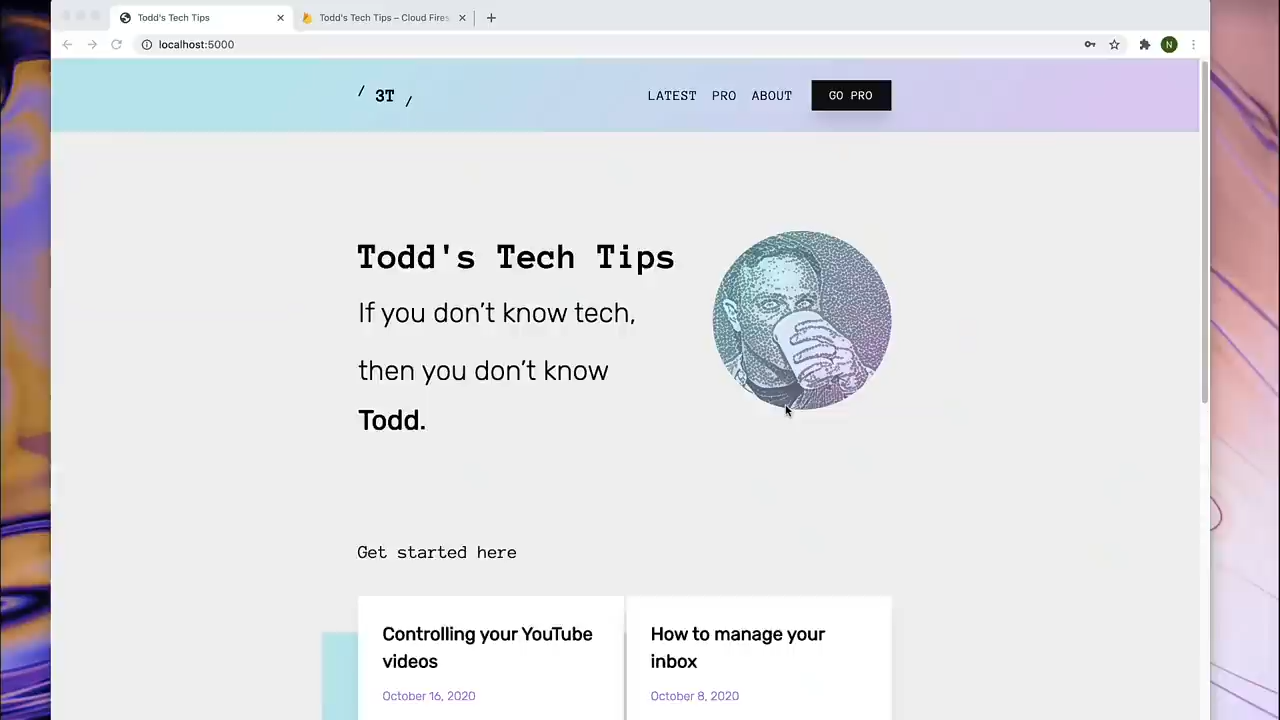 Todd's Tech Tips
Todd's Tech Tips – Cloud Fires
localhost:5000
N
/ 3T /
LATEST PRO ABOUT GO PRO
Todd's Tech Tips
If you don't know tech,
then you don't know
Todd.
Get started here
Controlling your YouTube
videos
October 16, 2020
How to manage your
inbox
October 8, 2020